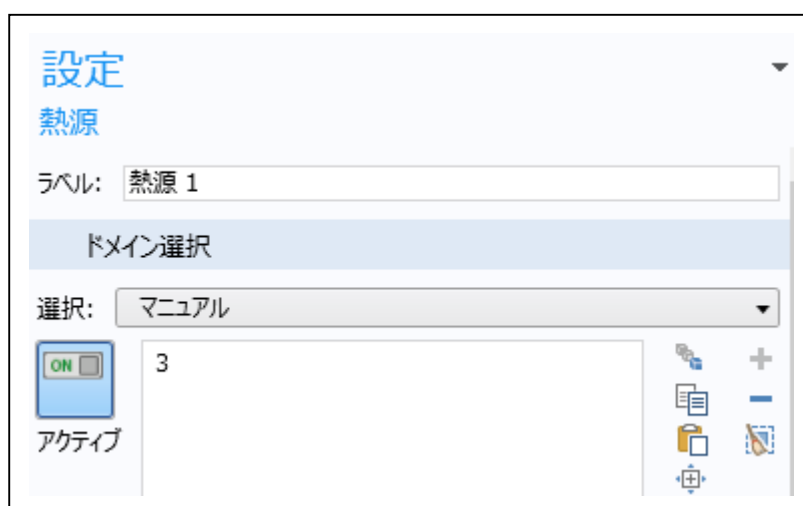 設定
熱源
ラベル: 熱源 1
ドメイン選択
選択: マニュアル
ON 3
アクティブ